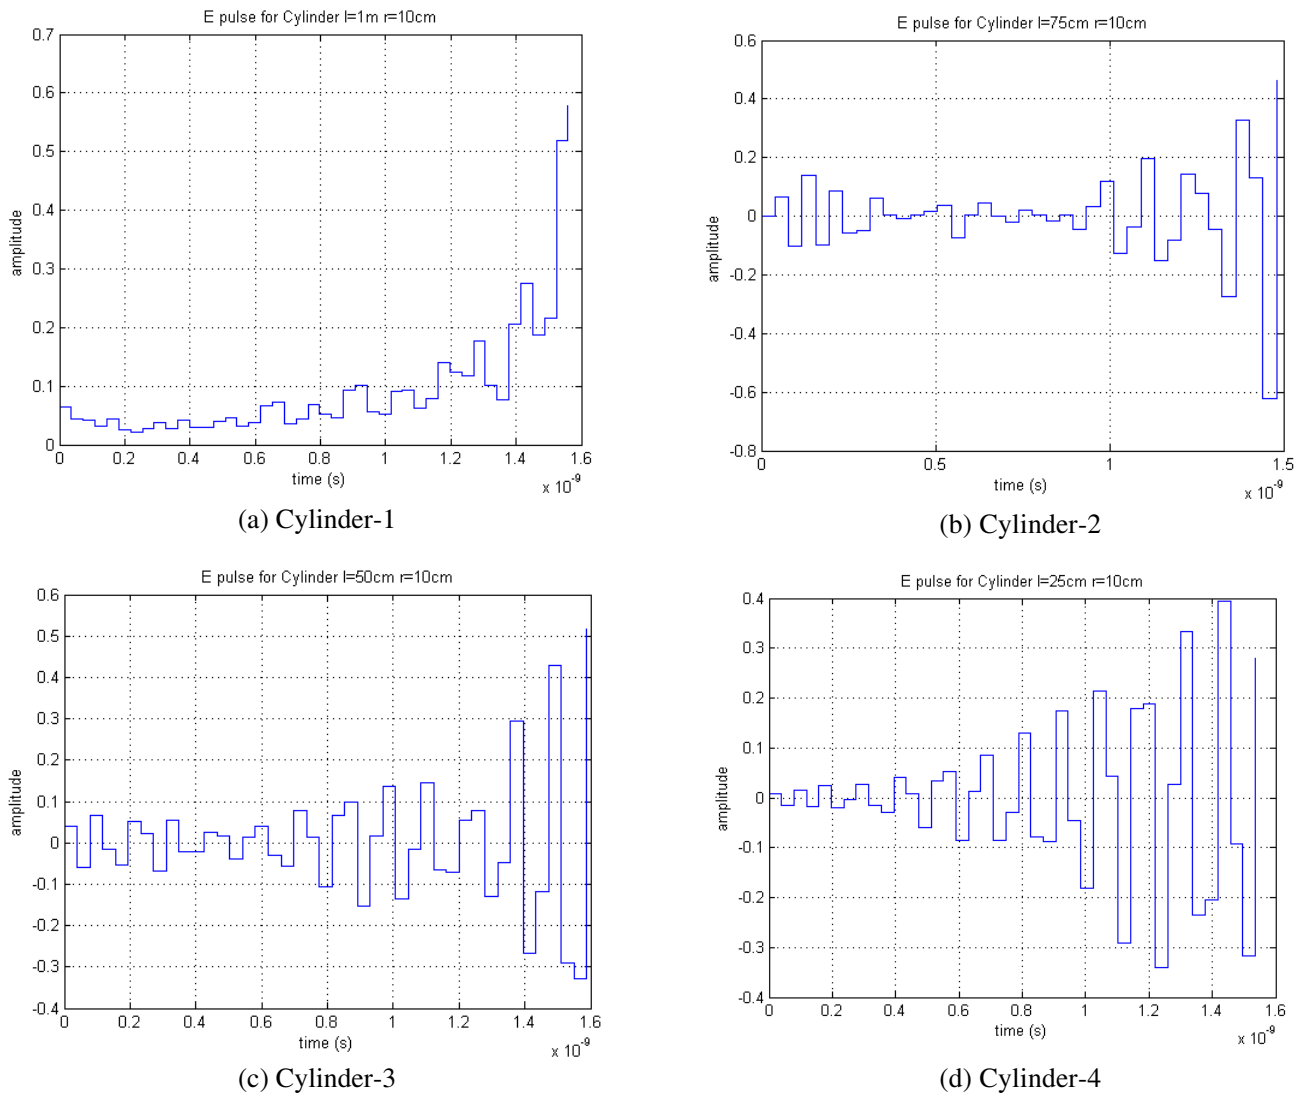 E pulse for Cylinder l=1m r=10cm
0.7
0.6
0.5
0.4
0.3
0.2
0.1
0
amplitude
0 0.2 0.4 0.6 0.8 1 1.2 1.4 1.6
time (s)
x 10^-9
(a) Cylinder-1
E pulse for Cylinder l=75cm r=10cm
0.6
0.4
0.2
0
-0.2
-0.4
-0.6
-0.8
amplitude
0 0.5 1 1.5
time (s)
x 10^-9
(b) Cylinder-2
E pulse for Cylinder l=50cm r=10cm
0.6
0.5
0.4
0.3
0.2
0.1
0
-0.1
-0.2
-0.3
-0.4
amplitude
0 0.2 0.4 0.6 0.8 1 1.2 1.4 1.6
time (s)
x 10^-9
(c) Cylinder-3
E pulse for Cylinder l=25cm r=10cm
0.4
0.3
0.2
0.1
0
-0.1
-0.2
-0.3
-0.4
amplitude
0 0.2 0.4 0.6 0.8 1 1.2 1.4 1.6
time (s)
x 10^-9
(d) Cylinder-4